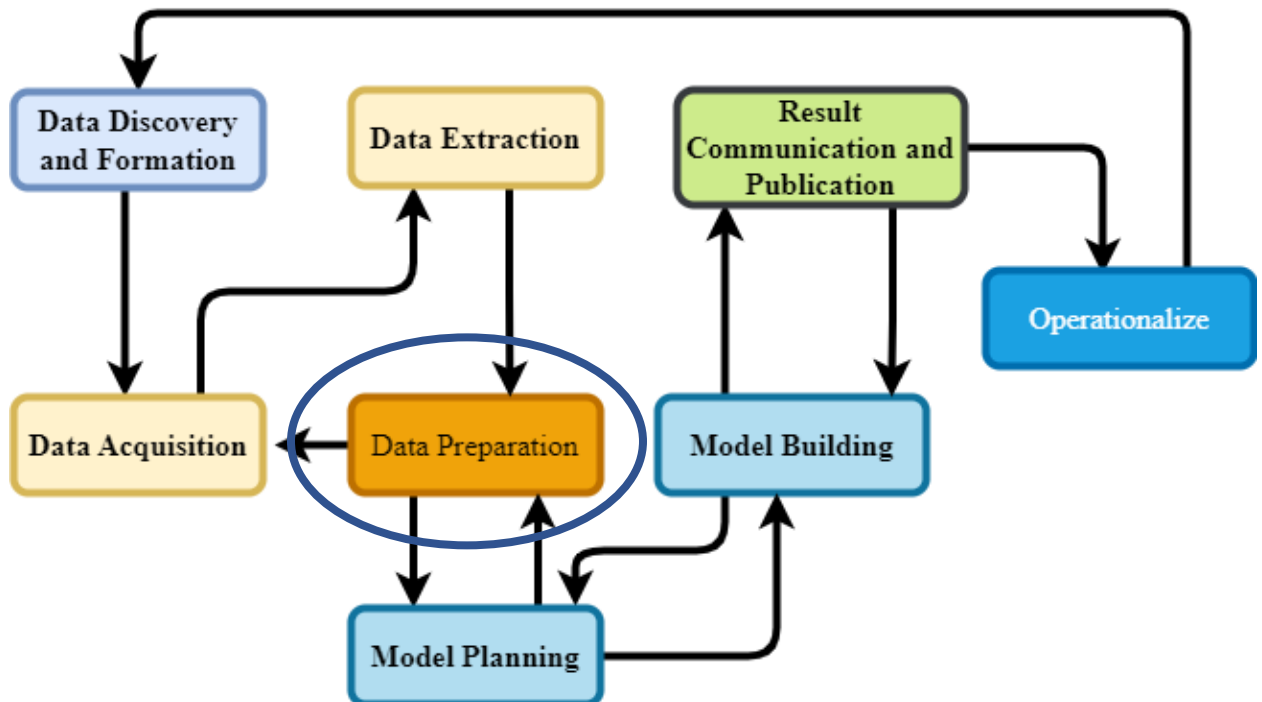 Data Discovery
and Formation
Data Extraction
Result
Communication and
Publication
Operationalize
Data Acquisition
Data Preparation
Model Building
Model Planning